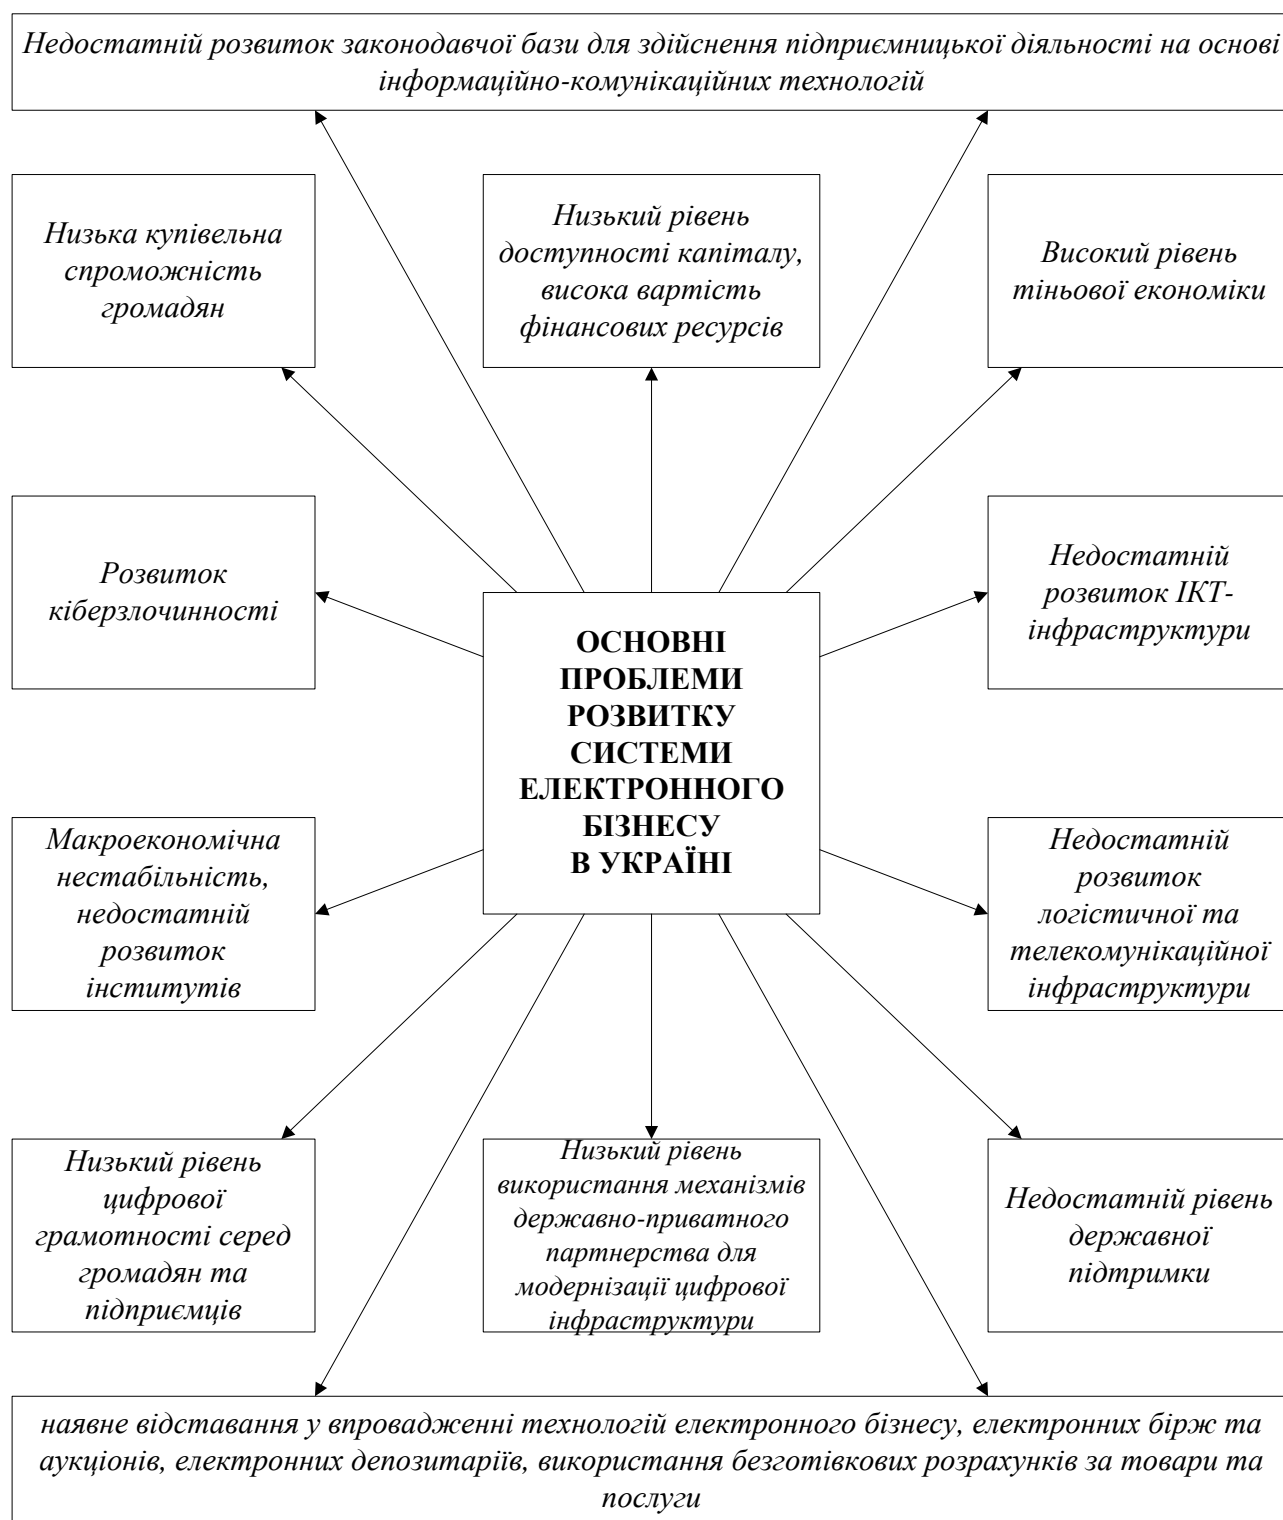 Недостатній розвиток законодавчої бази для здійснення підприємницької діяльності на основі
інформаційно-комунікаційних технологій
Низька купівельна
спроможність
громадян
Низький рівень
доступності капіталу,
висока вартість
фінансових ресурсів
Високий рівень
тіньової економіки
Розвиток
кіберзлочинності
Недостатній
розвиток ІКТ-
інфраструктури
ОСНОВНІ
ПРОБЛЕМИ
РОЗВИТКУ
СИСТЕМИ
ЕЛЕКТРОННОГО
БІЗНЕСУ
В УКРАЇНІ
Макроекономічна
нестабільність,
недостатній
розвиток
інститутів
Недостатній
розвиток
логістичної та
телекомунікаційної
інфраструктури
Низький рівень
цифрової
грамотності серед
громадян та
підприємців
Низький рівень
використання механізмів
державно-приватного
партнерства для
модернізації цифрової
інфраструктури
Недостатній рівень
державної
підтримки
наявне відставання у впровадженні технологій електронного бізнесу, електронних бірж та
аукціонів, електронних депозитаріїв, використання безготівкових розрахунків за товари та
послуги